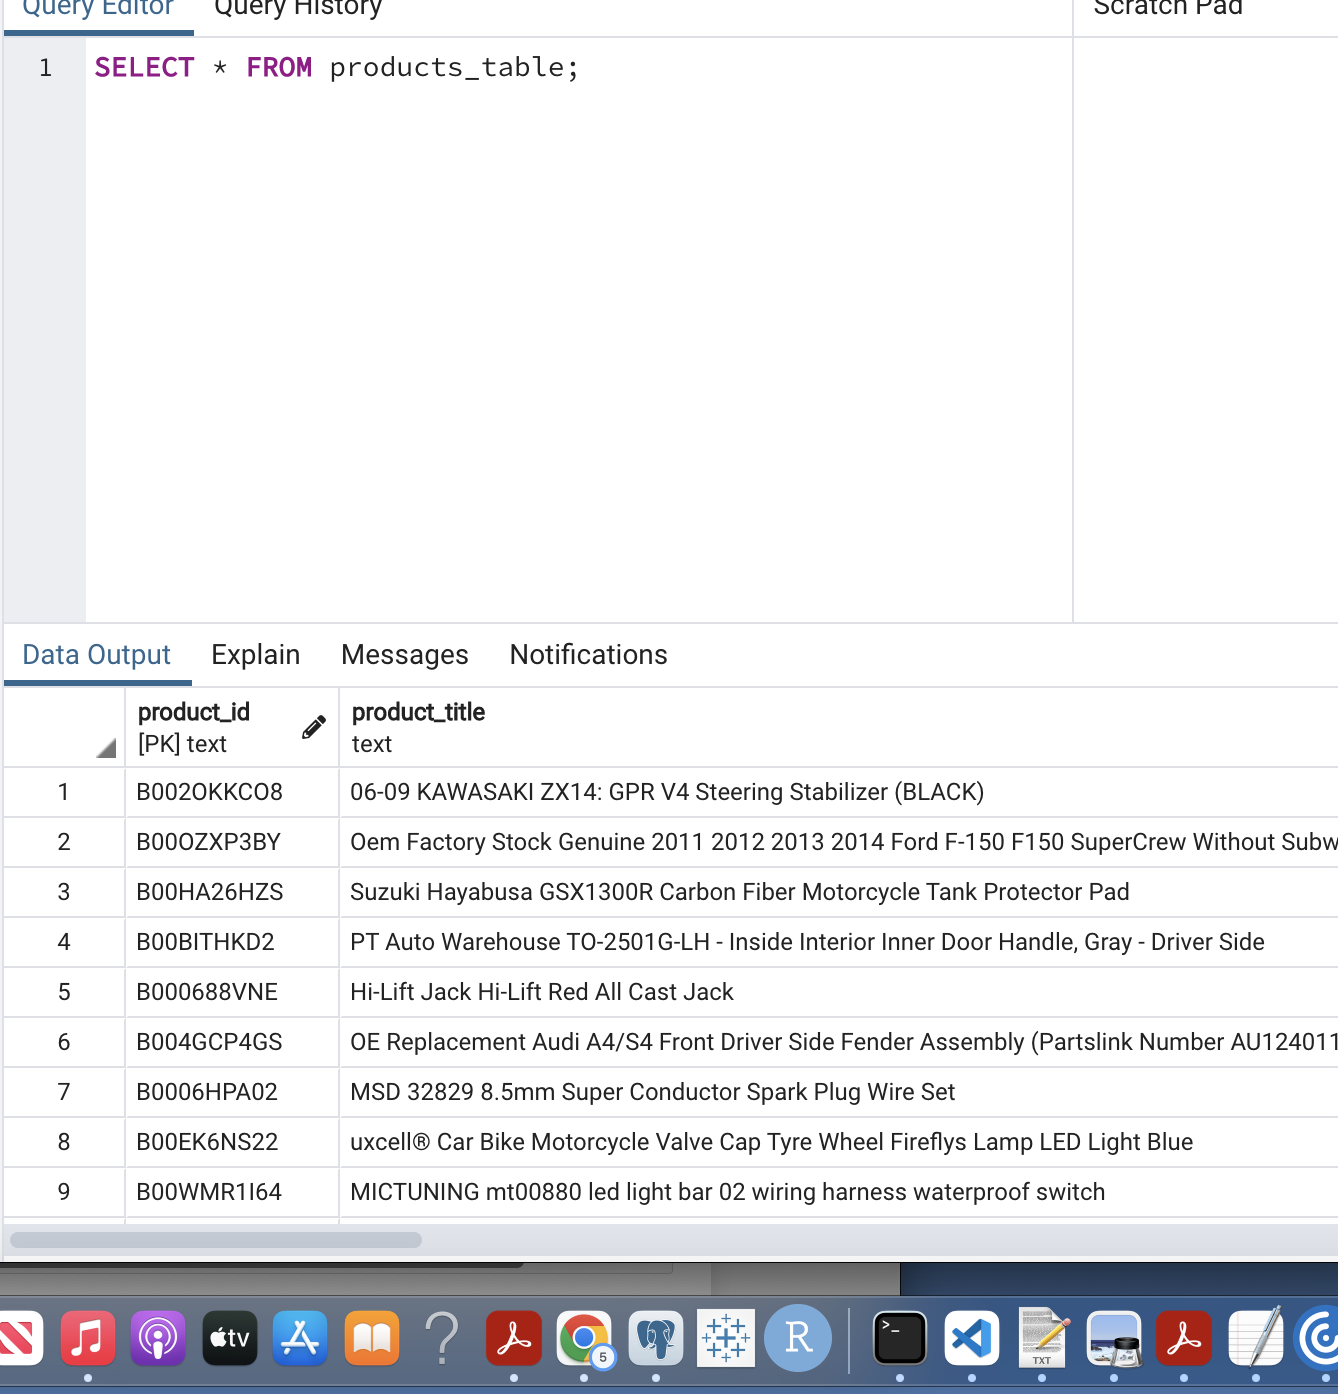 Query Editor Query History Scratch Pad
1 SELECT * FROM products_table;
Data Output Explain Messages Notifications
product_id product_title
[PK] text text
1 B002OKKCO8 06-09 KAWASAKI ZX14: GPR V4 Steering Stabilizer (BLACK)
2 B00OZXP3BY Oem Factory Stock Genuine 2011 2012 2013 2014 Ford F-150 F150 SuperCrew Without Subw
3 B00HA26HZS Suzuki Hayabusa GSX1300R Carbon Fiber Motorcycle Tank Protector Pad
4 B00BITHKD2 PT Auto Warehouse TO-2501G-LH - Inside Interior Inner Door Handle, Gray - Driver Side
5 B000688VNE Hi-Lift Jack Hi-Lift Red All Cast Jack
6 B004GCP4GS OE Replacement Audi A4/S4 Front Driver Side Fender Assembly (Partslink Number AU124011
7 B0006HPA02 MSD 32829 8.5mm Super Conductor Spark Plug Wire Set
8 B00EK6NS22 uxcell® Car Bike Motorcycle Valve Cap Tyre Wheel Fireflys Lamp LED Light Blue
9 B00WMR1I64 MICTUNING mt00880 led light bar 02 wiring harness waterproof switch
tv ? 5 R >_ TXT